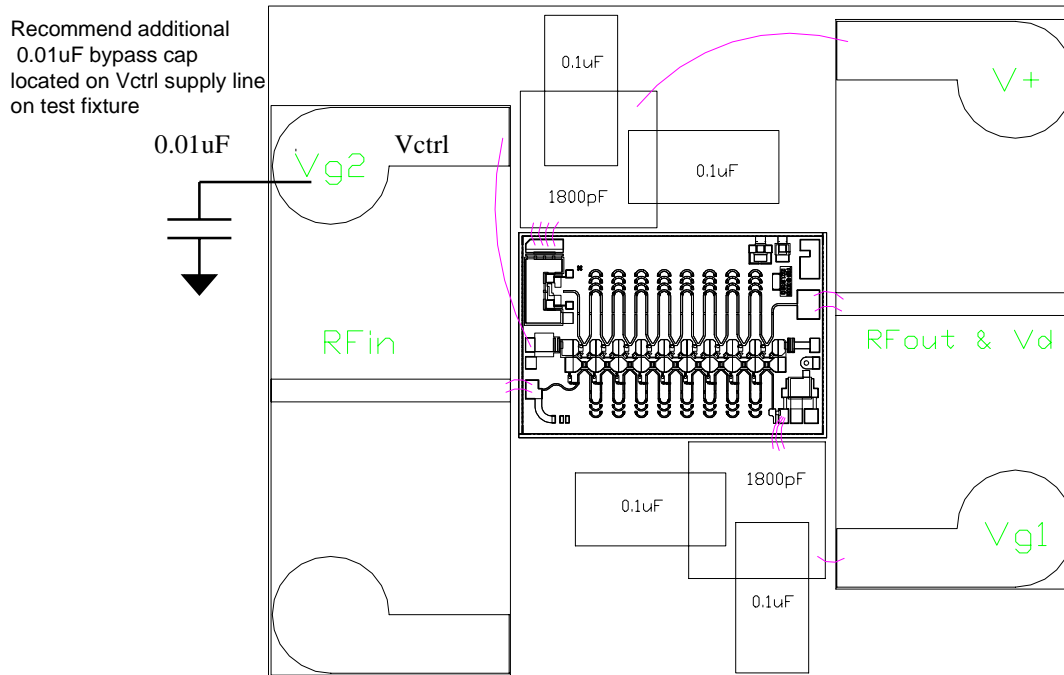 Recommend additional
0.01uF bypass cap
located on Vctrl supply line
on test fixture
0.01uF
Vg2
Vctrl
0.1uF
0.1uF
1800pF
V+
RFin
RFout & Vd
1800pF
0.1uF
0.1uF
Vg1